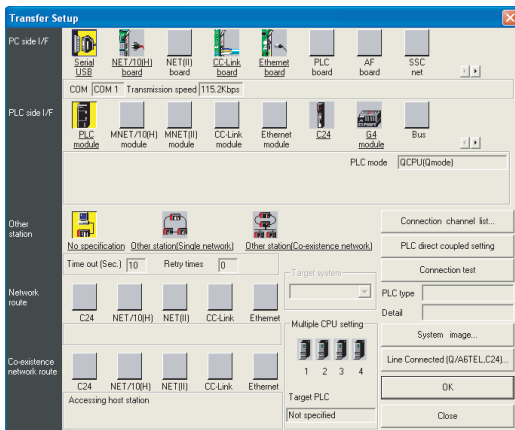 Transfer Setup
PC side I/F
Serial USB
NET/10(H) board
NET(II) board
CC-Link board
Ethernet board
PLC board
AF board
SSC net
COM COM 1 Transmission speed 115.2Kbps
PLC side I/F
PLC module
MNET/10(H) module
MNET(II) module
CC-Link module
Ethernet module
C24
G4 module
Bus
PLC mode QCPU(Qmode)
Other station
No specification
Other station(Single network)
Other station(Co-existence network)
Time out (Sec.) 10 Retry times 0
Target system
Connection channel list...
PLC direct coupled setting
Connection test
PLC type
Detail
System image...
Line Connected (Q/A6TEL,C24)...
OK
Close
Network route
C24 NET/10(H) NET(II) CC-Link Ethernet
Multiple CPU setting
1 2 3 4
Target PLC
Not specified
Co-existence network route
C24 NET/10(H) NET(II) CC-Link Ethernet
Accessing host station